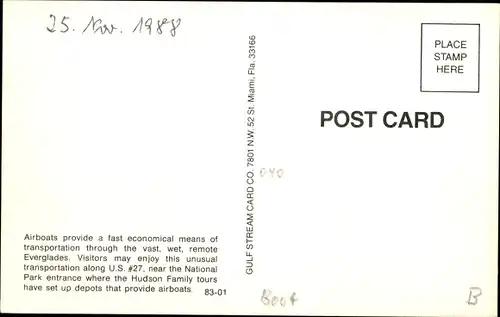 25. Nov. 1988
PLACE
STAMP
HERE
POST CARD
GULF STREAM CARD CO. 7801 N.W. 52 St. Miami, Fla. 33166
040
Airboats provide a fast economical means of
transportation through the vast, wet, remote
Everglades. Visitors may enjoy this unusual
transportation along U.S. #27, near the National
Park entrance where the Hudson Family tours
have set up depots that provide airboats.
83-01
Boot
B